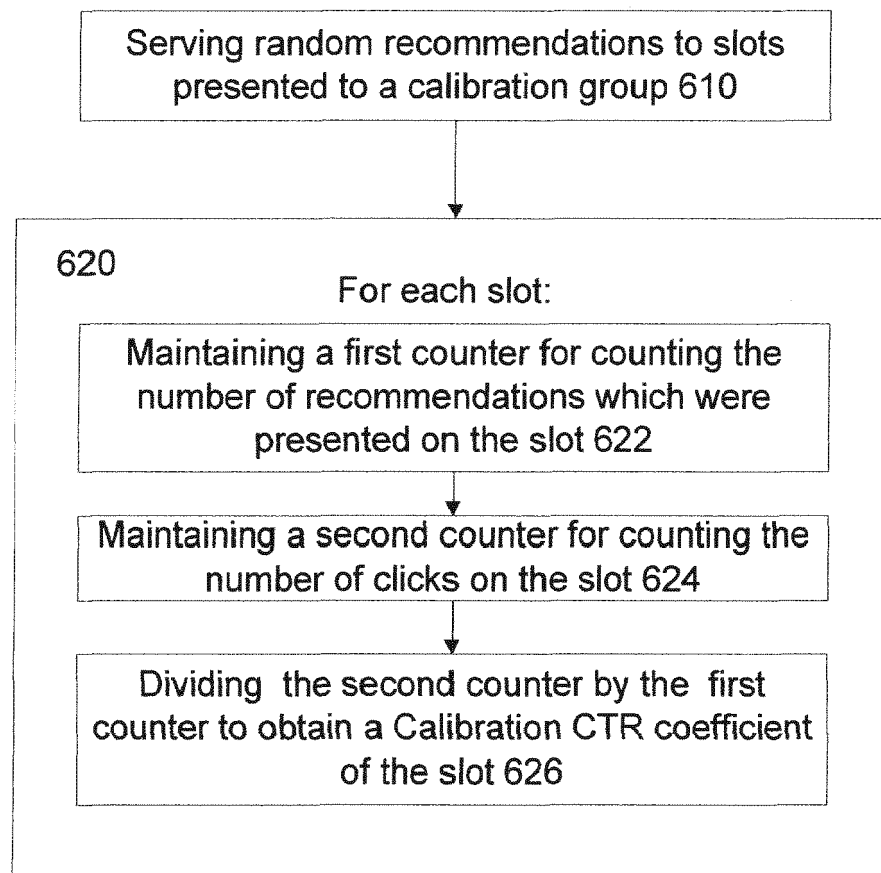 Serving random recommendations to slots
presented to a calibration group 610
620
For each slot:
Maintaining a first counter for counting the
number of recommendations which were
presented on the slot 622
Maintaining a second counter for counting the
number of clicks on the slot 624
Dividing the second counter by the first
counter to obtain a Calibration CTR coefficient
of the slot 626